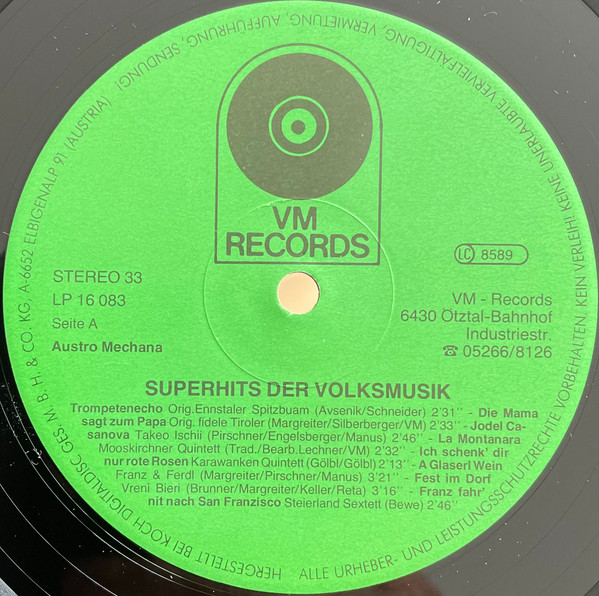 VM
RECORDS
LC 8589
STEREO 33
LP 16 083
Seite A
Austro Mechana
VM - Records
6430 Ötztal-Bahnhof
Industriestr.
☎ 05266/8126
SUPERHITS DER VOLKSMUSIK
Trompetenecho Orig.Ennstaler Spitzbuam (Avsenik/Schneider) 2'31'' - Die Mama
sagt zum Papa Orig. fidele Tiroler (Margreiter/Silberberger/VM) 2'33'' - Jodel Ca-
sanova Takeo Ischii (Pirschner/Engelsberger/Manus) 2'46'' - La Montanara
Mooskirchner Quintett (Trad./Bearb.Lechner/VM) 2'32'' - Ich schenk' dir
nur rote Rosen Karawanken Quintett (Gölbl/Gölbl) 2'13'' - A Glaserl Wein
Franz & Ferdl (Margreiter/Pirschner/Manus) 3'21'' - Fest im Dorf
Vreni Bieri (Brunner/Margreiter/Keller/Reta) 3'16'' - Franz fahr'
nit nach San Franzisco Steierland Sextett (Bewe) 2'46''
HERGESTELLT BEI KOCH DIGITALDISC GES. M. B. H. & CO. KG, A-6652 ELBIGENALP 91 (AUSTRIA)
ALLE URHEBER- UND LEISTUNGSSCHUTZRECHTE VORBEHALTEN. KEIN VERLEIH! KEINE UNERLAUBTE VERVIELFÄLTIGUNG, VERMIETUNG, AUFFÜHRUNG, SENDUNG!